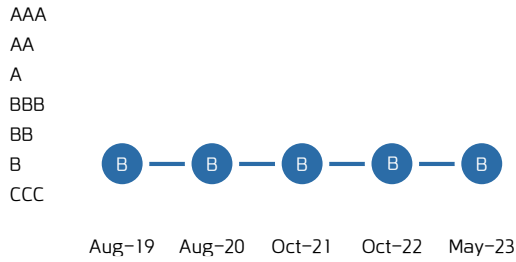 AAA
AA
A
BBB
BB
B B B B B B
CCC
Aug-19 Aug-20 Oct-21 Oct-22 May-23